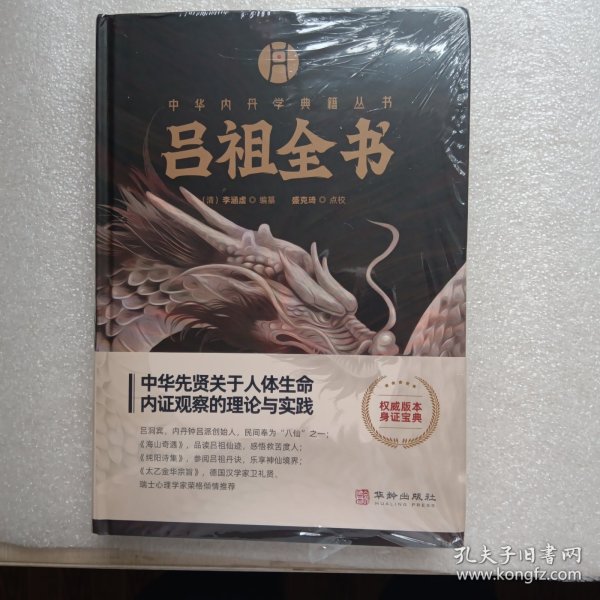 中华内丹学典籍丛书
吕祖全书
（清）李涵虚◎编纂 盛克琦◎点校
中华先贤关于人体生命
内证观察的理论与实践
吕洞宾，内丹钟吕派创始人，民间奉为“八仙”之一；
《海山奇遇》，品读吕祖仙迹，感悟救苦度人；
《纯阳诗集》，参阅吕祖丹诀，乐享神仙境界；
《太乙金华宗旨》，德国汉学家卫礼贤、
瑞士心理学家荣格倾情推荐
权威版本
身证宝典
华龄出版社
HUALING PRESS
孔夫子旧书网
www.kongfz.com